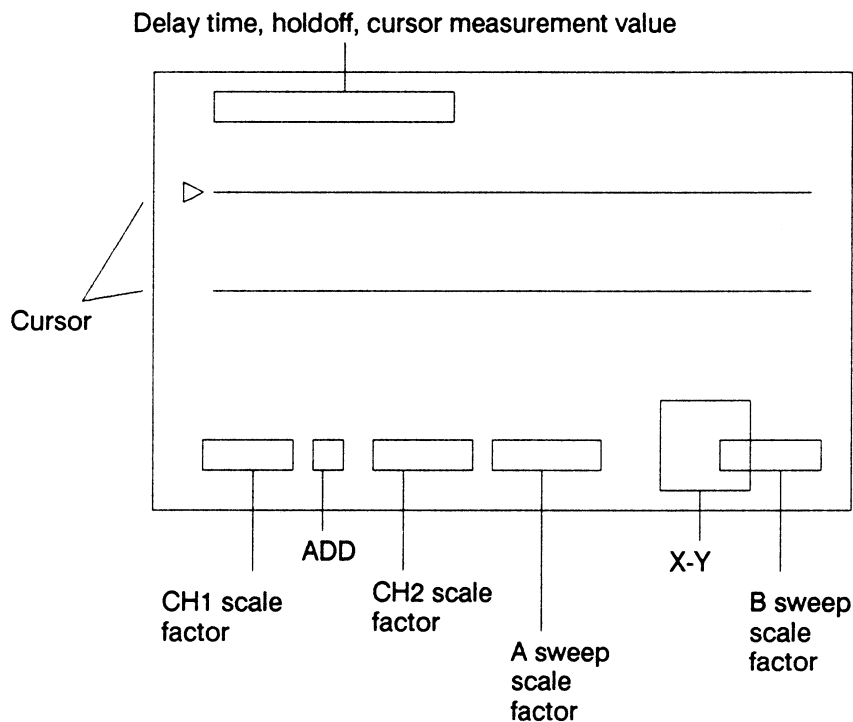 Delay time, holdoff, cursor measurement value
Cursor
ADD
X-Y
CH1 scale
factor
CH2 scale
factor
A sweep
scale
factor
B sweep
scale
factor